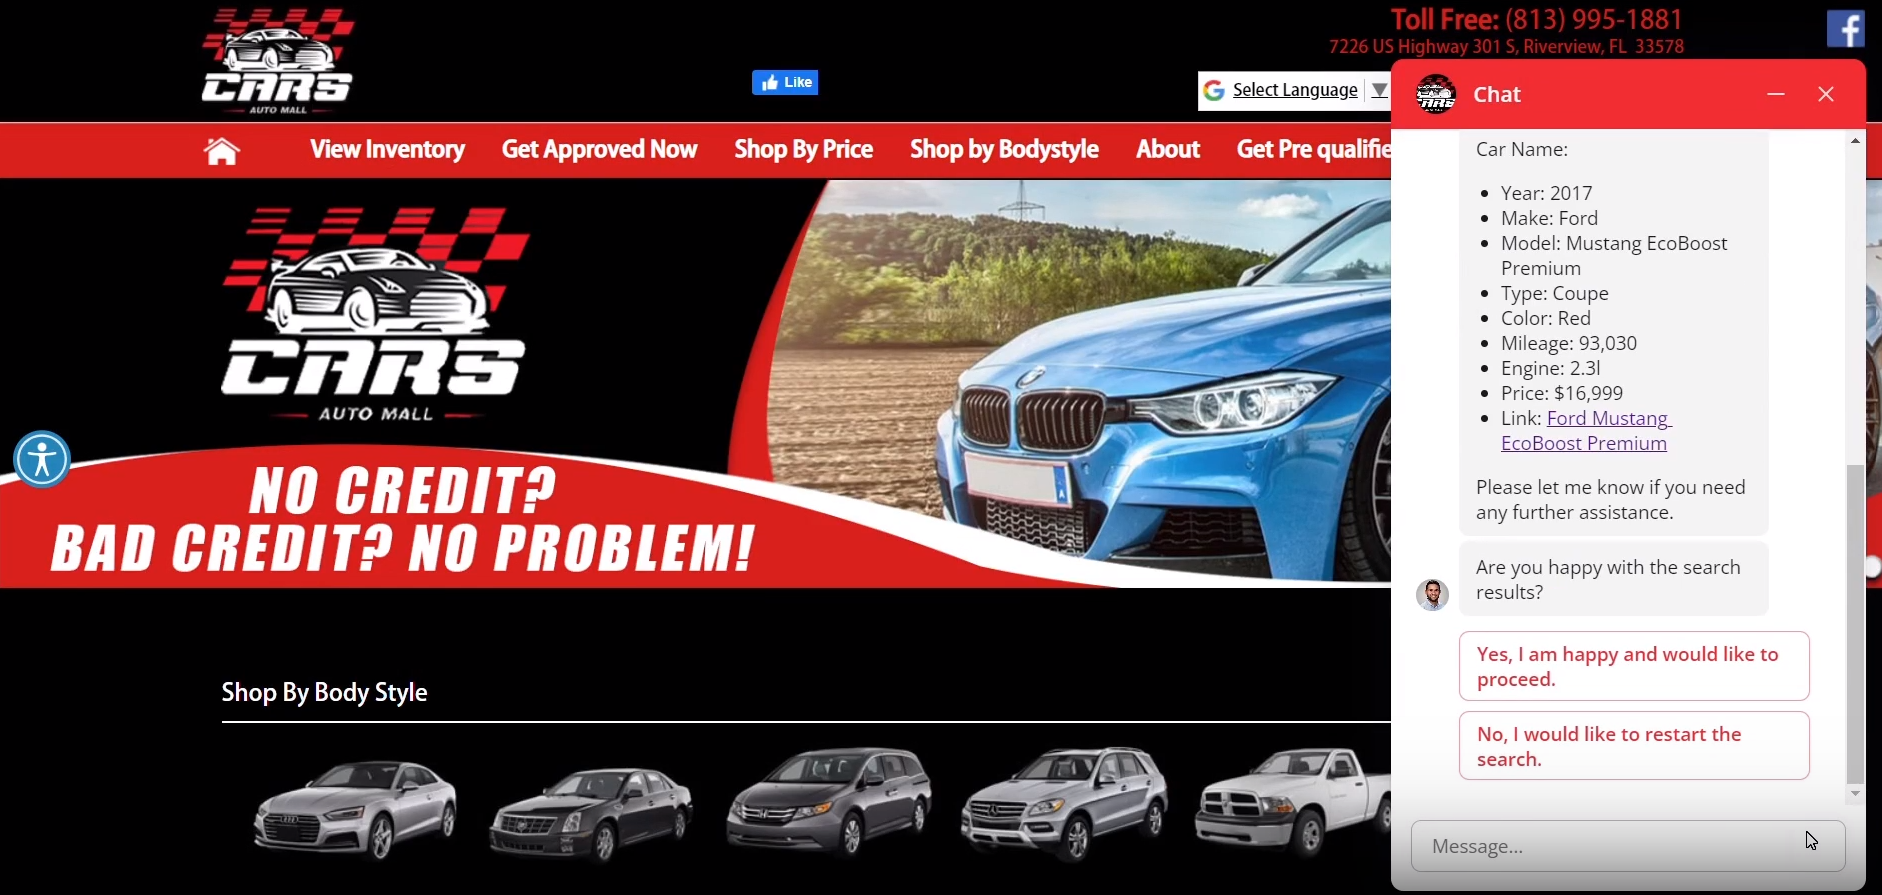 CARS
AUTO MALL
Like
Toll Free: (813) 995-1881
7226 US Highway 301 S, Riverview, FL 33578
f
G Select Language ▼
View Inventory
Get Approved Now
Shop By Price
Shop by Bodystyle
About
Get Pre qualifie
CARS
AUTO MALL
NO CREDIT?
BAD CREDIT? NO PROBLEM!
Shop By Body Style
CARS
Chat
Car Name:
• Year: 2017
• Make: Ford
• Model: Mustang EcoBoost
Premium
• Type: Coupe
• Color: Red
• Mileage: 93,030
• Engine: 2.3l
• Price: $16,999
• Link: Ford Mustang
EcoBoost Premium
Please let me know if you need
any further assistance.
Are you happy with the search
results?
Yes, I am happy and would like to
proceed.
No, I would like to restart the
search.
Message...